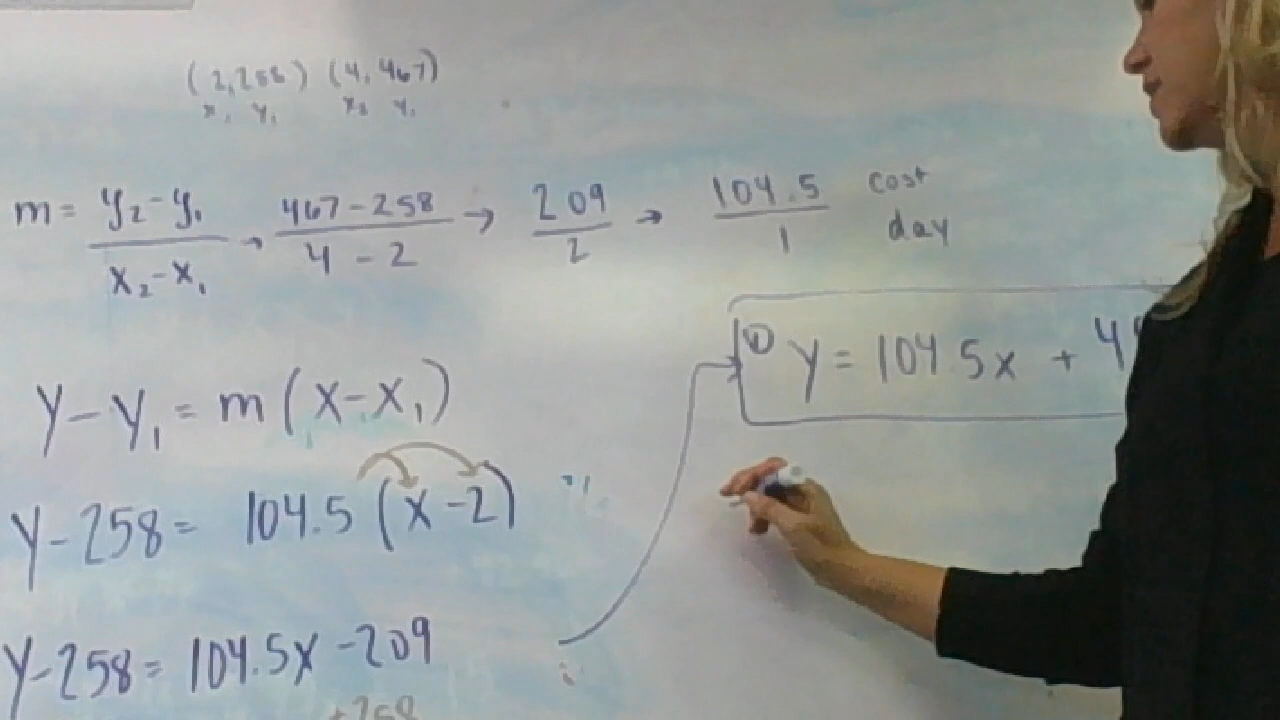 (2,258) (4,467)
x₁ y₁ x₂ y₂
m = y₂-y₁ / x₂-x₁ → 467-258 / 4-2 → 209 / 2 → 104.5 / 1 cost / day
① y = 104.5x + 4
y-y₁ = m(x-x₁)
y-258 = 104.5(x-2)
y-258 = 104.5x -209
+258